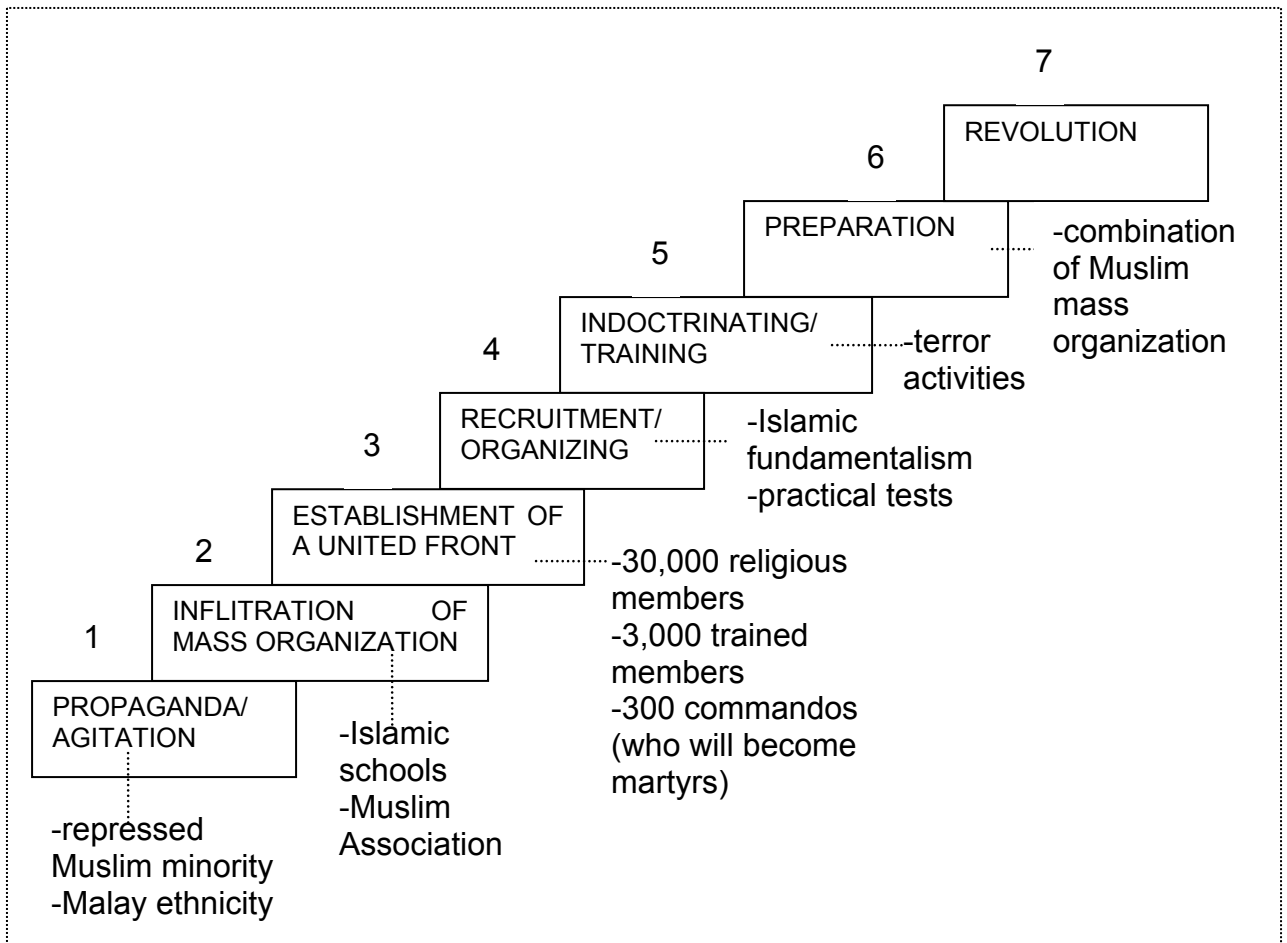 7
REVOLUTION
6
PREPARATION
-combination
of Muslim
mass
organization
5
INDOCTRINATING/
TRAINING
-terror
activities
4
RECRUITMENT/
ORGANIZING
-Islamic
fundamentalism
-practical tests
3
ESTABLISHMENT OF
A UNITED FRONT
-30,000 religious
members
-3,000 trained
members
-300 commandos
(who will become
martyrs)
2
INFLITRATION OF
MASS ORGANIZATION
-Islamic
schools
-Muslim
Association
1
PROPAGANDA/
AGITATION
-repressed
Muslim minority
-Malay ethnicity